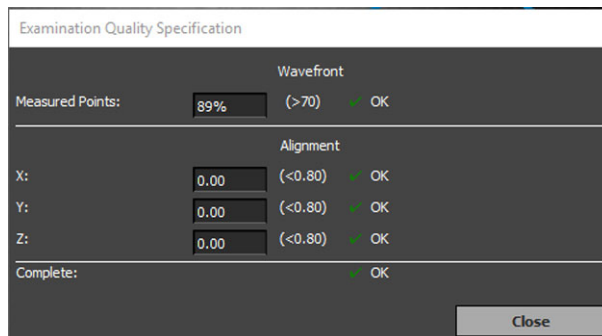 Examination Quality Specification
Wavefront
Measured Points: 89% (>70) ✓ OK
Alignment
X: 0.00 (<0.80) ✓ OK
Y: 0.00 (<0.80) ✓ OK
Z: 0.00 (<0.80) ✓ OK
Complete: ✓ OK
Close